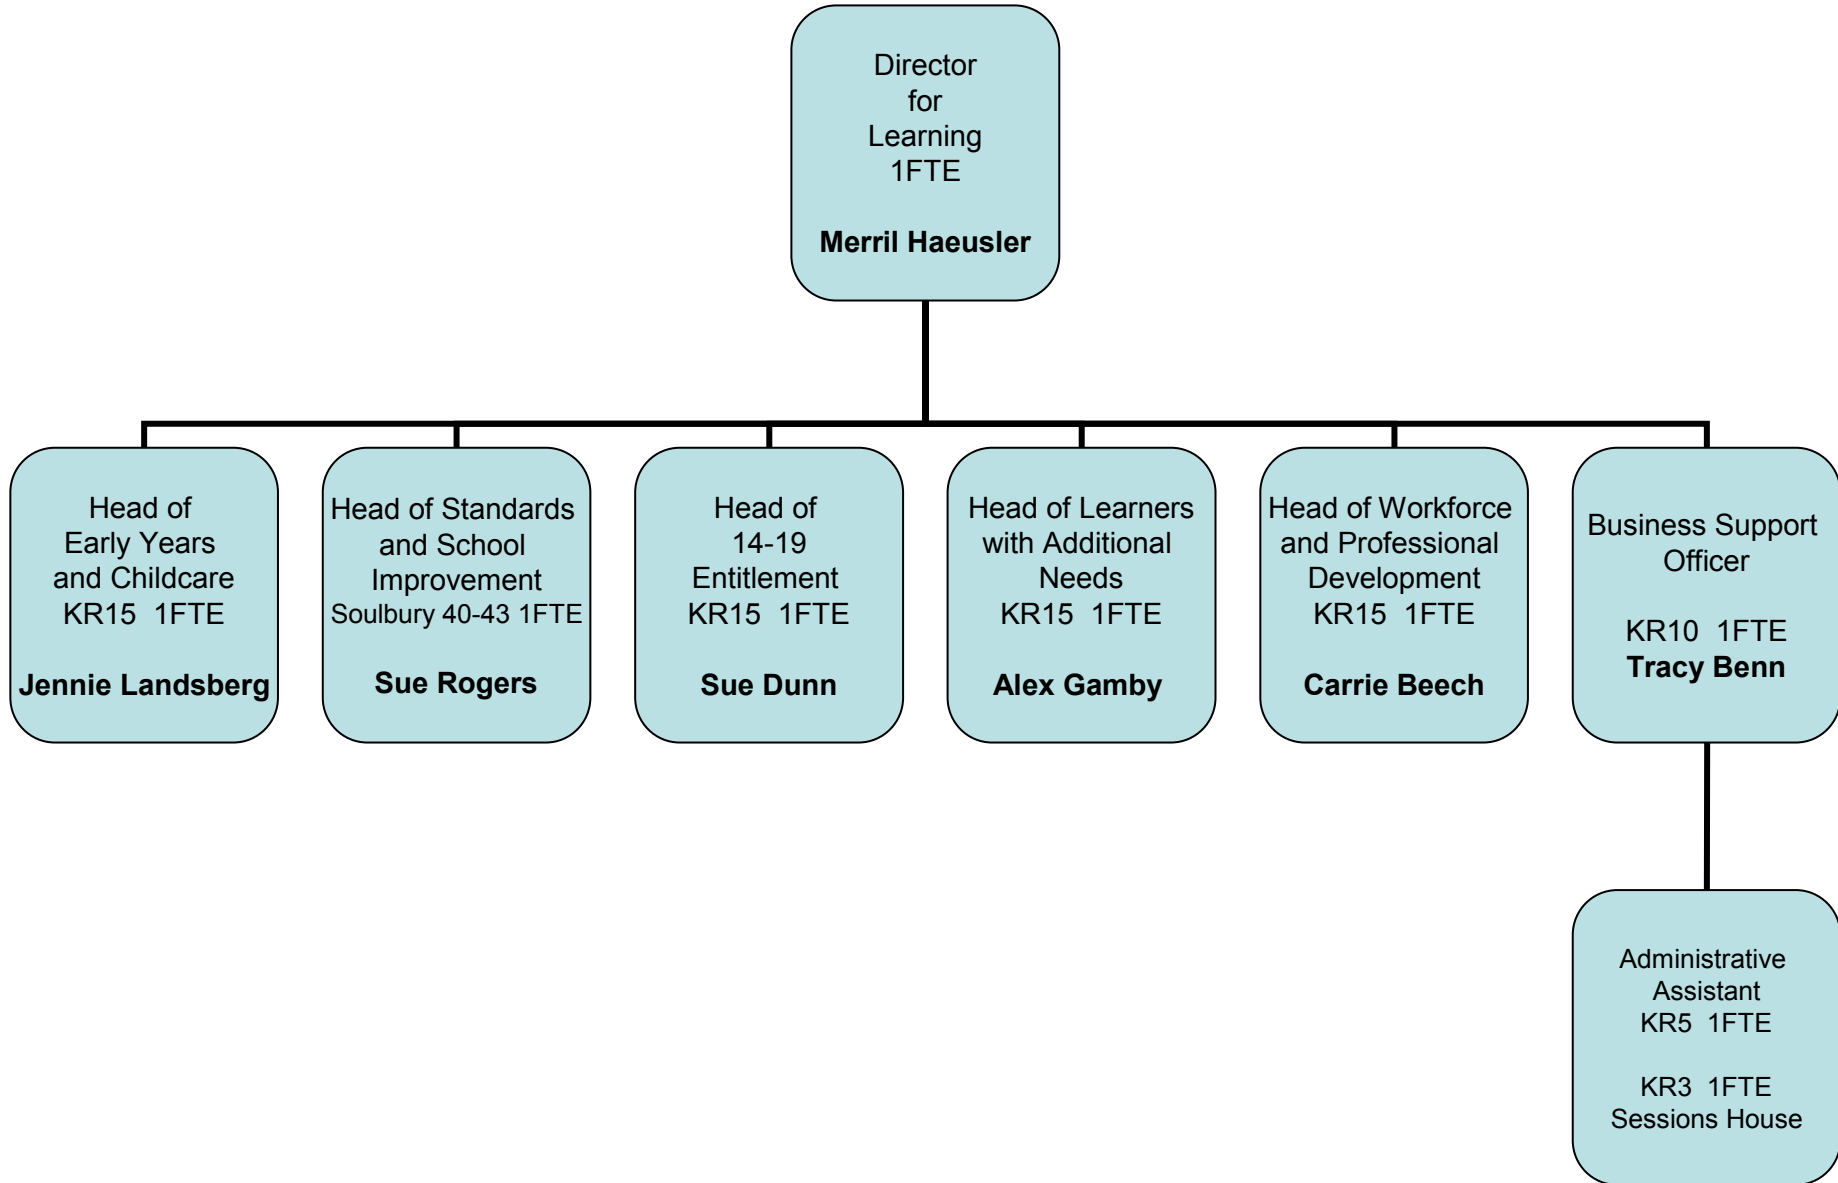 Director
for
Learning
1FTE
Merril Haeusler
Head of
Early Years
and Childcare
KR15 1FTE
Jennie Landsberg
Head of Standards
and School
Improvement
Soulbury 40-43 1FTE
Sue Rogers
Head of
14-19
Entitlement
KR15 1FTE
Sue Dunn
Head of Learners
with Additional
Needs
KR15 1FTE
Alex Gamby
Head of Workforce
and Professional
Development
KR15 1FTE
Carrie Beech
Business Support
Officer
KR10 1FTE
Tracy Benn
Administrative
Assistant
KR5 1FTE
KR3 1FTE
Sessions House